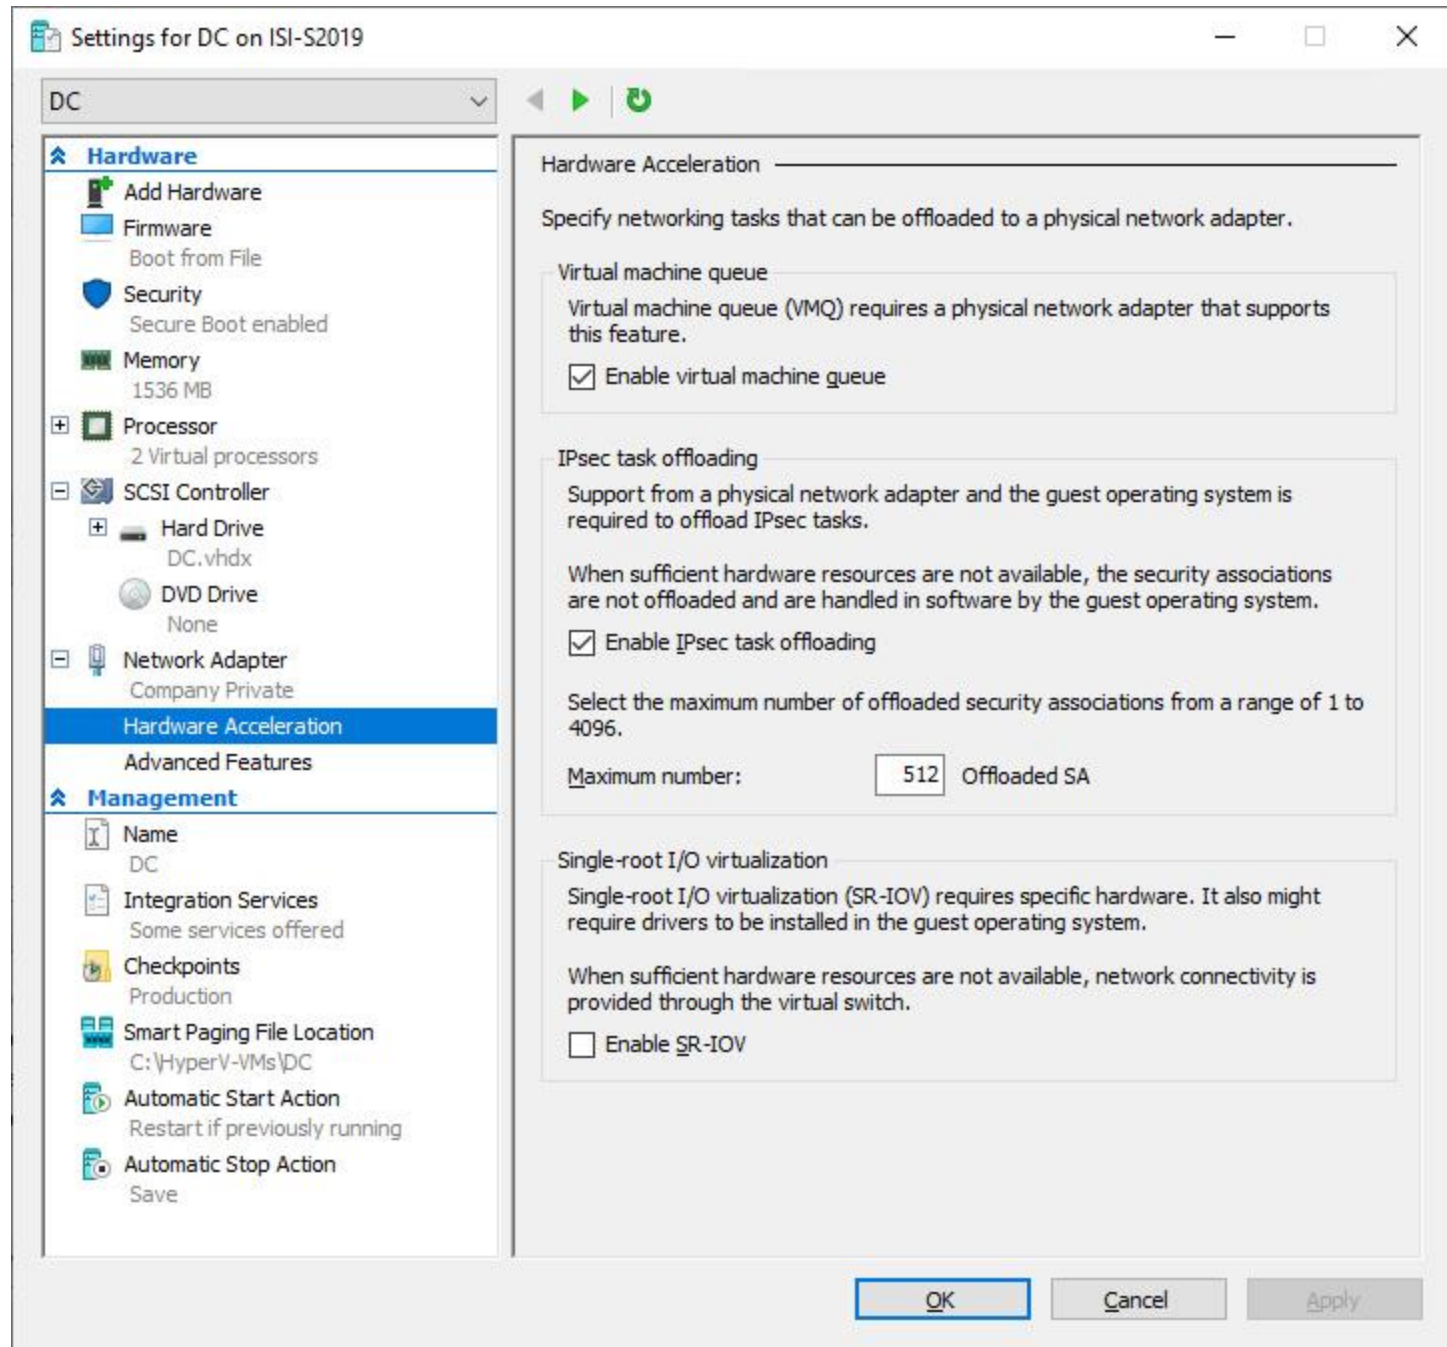 Settings for DC on ISI-S2019
DC
Hardware
Add Hardware
Firmware
Boot from File
Security
Secure Boot enabled
Memory
1536 MB
Processor
2 Virtual processors
SCSI Controller
Hard Drive
DC.vhdx
DVD Drive
None
Network Adapter
Company Private
Hardware Acceleration
Advanced Features
Management
Name
DC
Integration Services
Some services offered
Checkpoints
Production
Smart Paging File Location
C:\HyperV-VMs\DC
Automatic Start Action
Restart if previously running
Automatic Stop Action
Save
Hardware Acceleration
Specify networking tasks that can be offloaded to a physical network adapter.
Virtual machine queue
Virtual machine queue (VMQ) requires a physical network adapter that supports
this feature.
Enable virtual machine queue
IPsec task offloading
Support from a physical network adapter and the guest operating system is
required to offload IPsec tasks.
When sufficient hardware resources are not available, the security associations
are not offloaded and are handled in software by the guest operating system.
Enable IPsec task offloading
Select the maximum number of offloaded security associations from a range of 1 to
4096.
Maximum number: 512 Offloaded SA
Single-root I/O virtualization
Single-root I/O virtualization (SR-IOV) requires specific hardware. It also might
require drivers to be installed in the guest operating system.
When sufficient hardware resources are not available, network connectivity is
provided through the virtual switch.
Enable SR-IOV
OK Cancel Apply